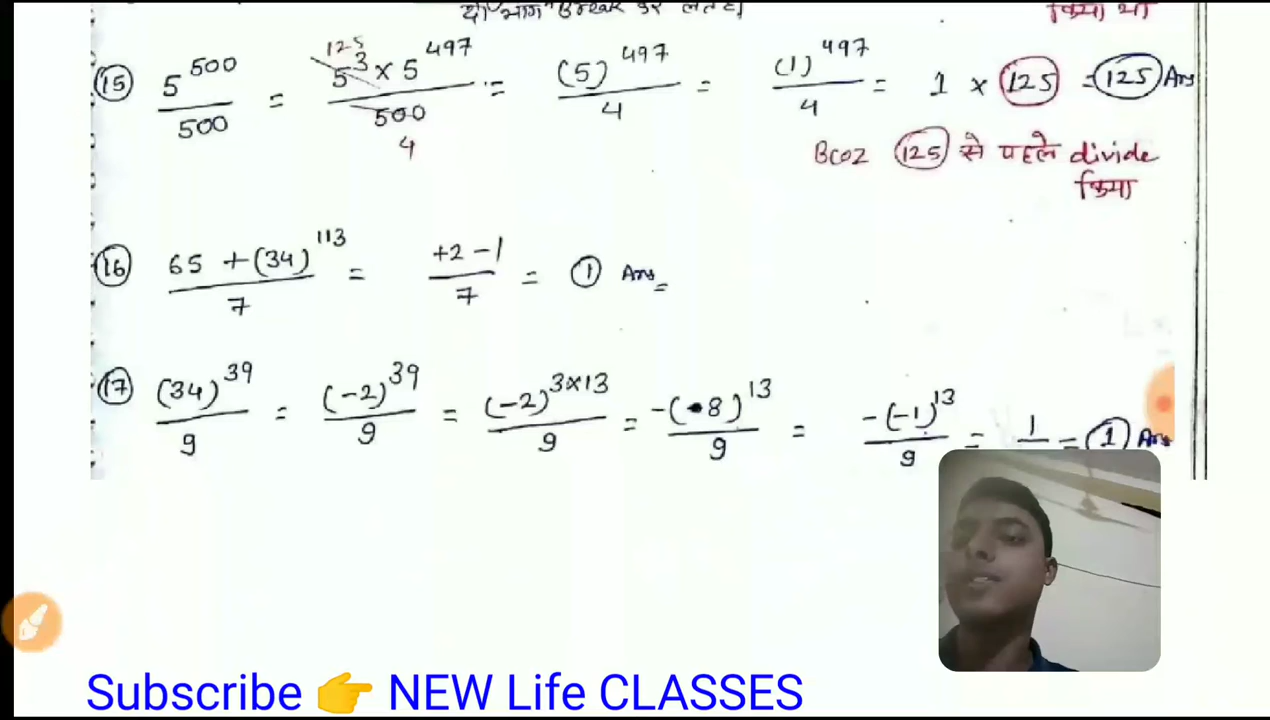 दो भाग Break कर लेते हैं।
किया था
(15) 5^500/500 = 5^3 × 5^497/500 = (5)^497/4 = (1)^497/4 = 1 × 125 = 125 Ans
125
4
Bcoz 125 से पहले divide
किया
(16) 65 + (34)^113/7 = +2 -1/7 = 1 Ans
(17) (34)^39/9 = (-2)^39/9 = (-2)^3×13/9 = -(8)^13/9 = -(-1)^13/9 = 1/ = 1 Ans
Subscribe 👉 NEW Life CLASSES